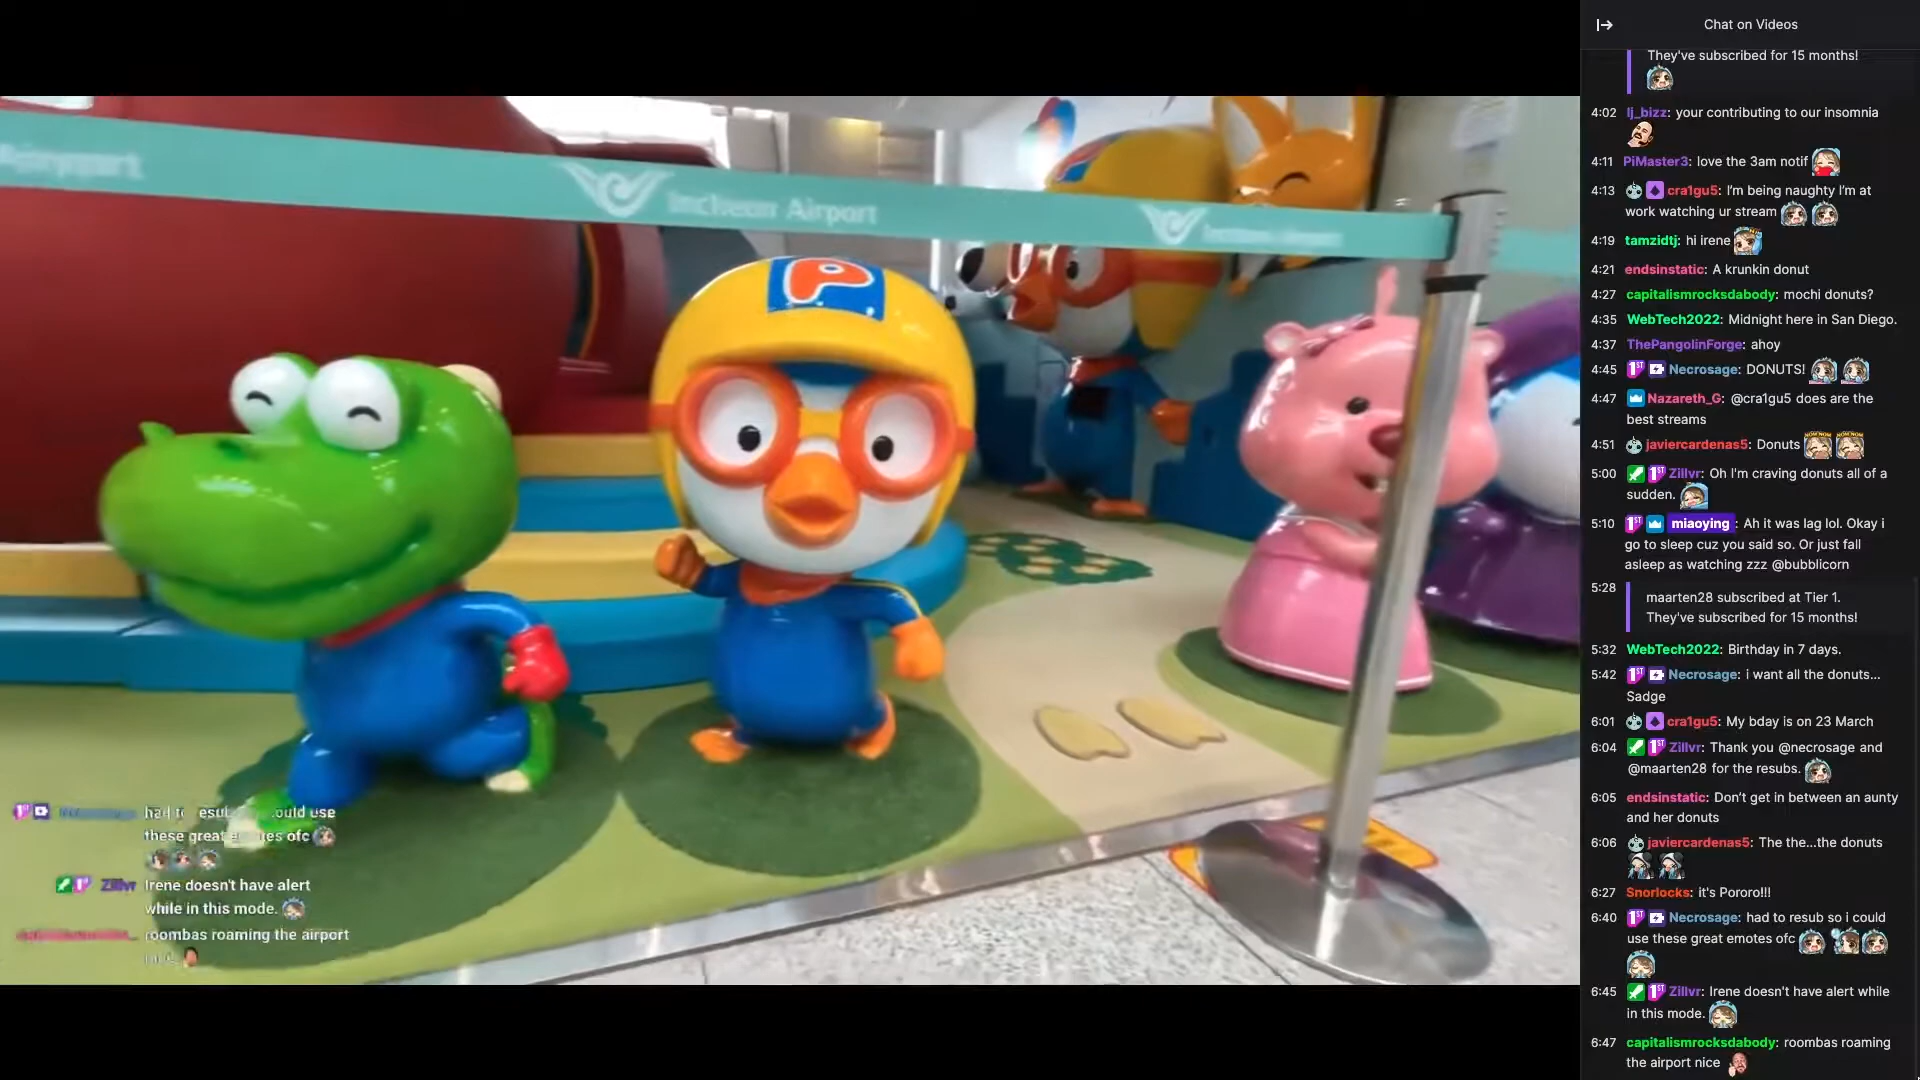 Airport
Incheon Airport
P
had to resub
ould use
these great
es ofc
Zillvr Irene doesn't have alert
while in this mode.
roombas roaming the airport
Chat on Videos
They've subscribed for 15 months!
4:02 lj_bizz: your contributing to our insomnia
4:11 PiMaster3: love the 3am notif
4:13 cra1gu5: I'm being naughty I'm at
work watching ur stream
4:19 tamzidtj: hi irene
4:21 endsinstatic: A krunkin donut
4:27 capitalismrocksdabody: mochi donuts?
4:35 WebTech2022: Midnight here in San Diego.
4:37 ThePangolinForge: ahoy
4:45 Necrosage: DONUTS!
4:47 Nazareth_G: @cra1gu5 does are the
best streams
4:51 javiercardenas5: Donuts
5:00 Zillvr: Oh I'm craving donuts all of a
sudden.
5:10 miaoying : Ah it was lag lol. Okay i
go to sleep cuz you said so. Or just fall
asleep as watching zzz @bubblicorn
5:28 maarten28 subscribed at Tier 1.
They've subscribed for 15 months!
5:32 WebTech2022: Birthday in 7 days.
5:42 Necrosage: i want all the donuts...
Sadge
6:01 cra1gu5: My bday is on 23 March
6:04 Zillvr: Thank you @necrosage and
@maarten28 for the resubs.
6:05 endsinstatic: Don't get in between an aunty
and her donuts
6:06 javiercardenas5: The the...the donuts
6:27 Snorlocks: it's Pororo!!!
6:40 Necrosage: had to resub so i could
use these great emotes ofc
6:45 Zillvr: Irene doesn't have alert while
in this mode.
6:47 capitalismrocksdabody: roombas roaming
the airport nice